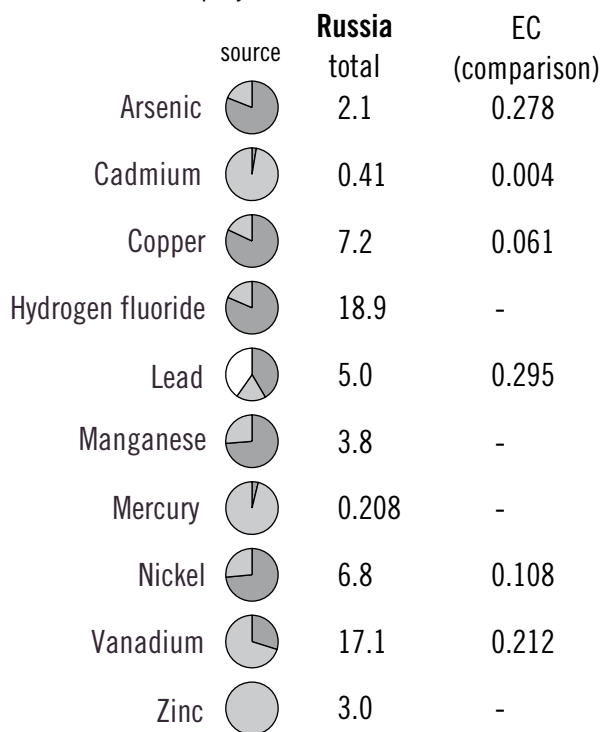 Russia EC
source total (comparison)
Arsenic 2.1 0.278
Cadmium 0.41 0.004
Copper 7.2 0.061
Hydrogen fluoride 18.9 -
Lead 5.0 0.295
Manganese 3.8 -
Mercury 0.208 -
Nickel 6.8 0.108
Vanadium 17.1 0.212
Zinc 3.0 -